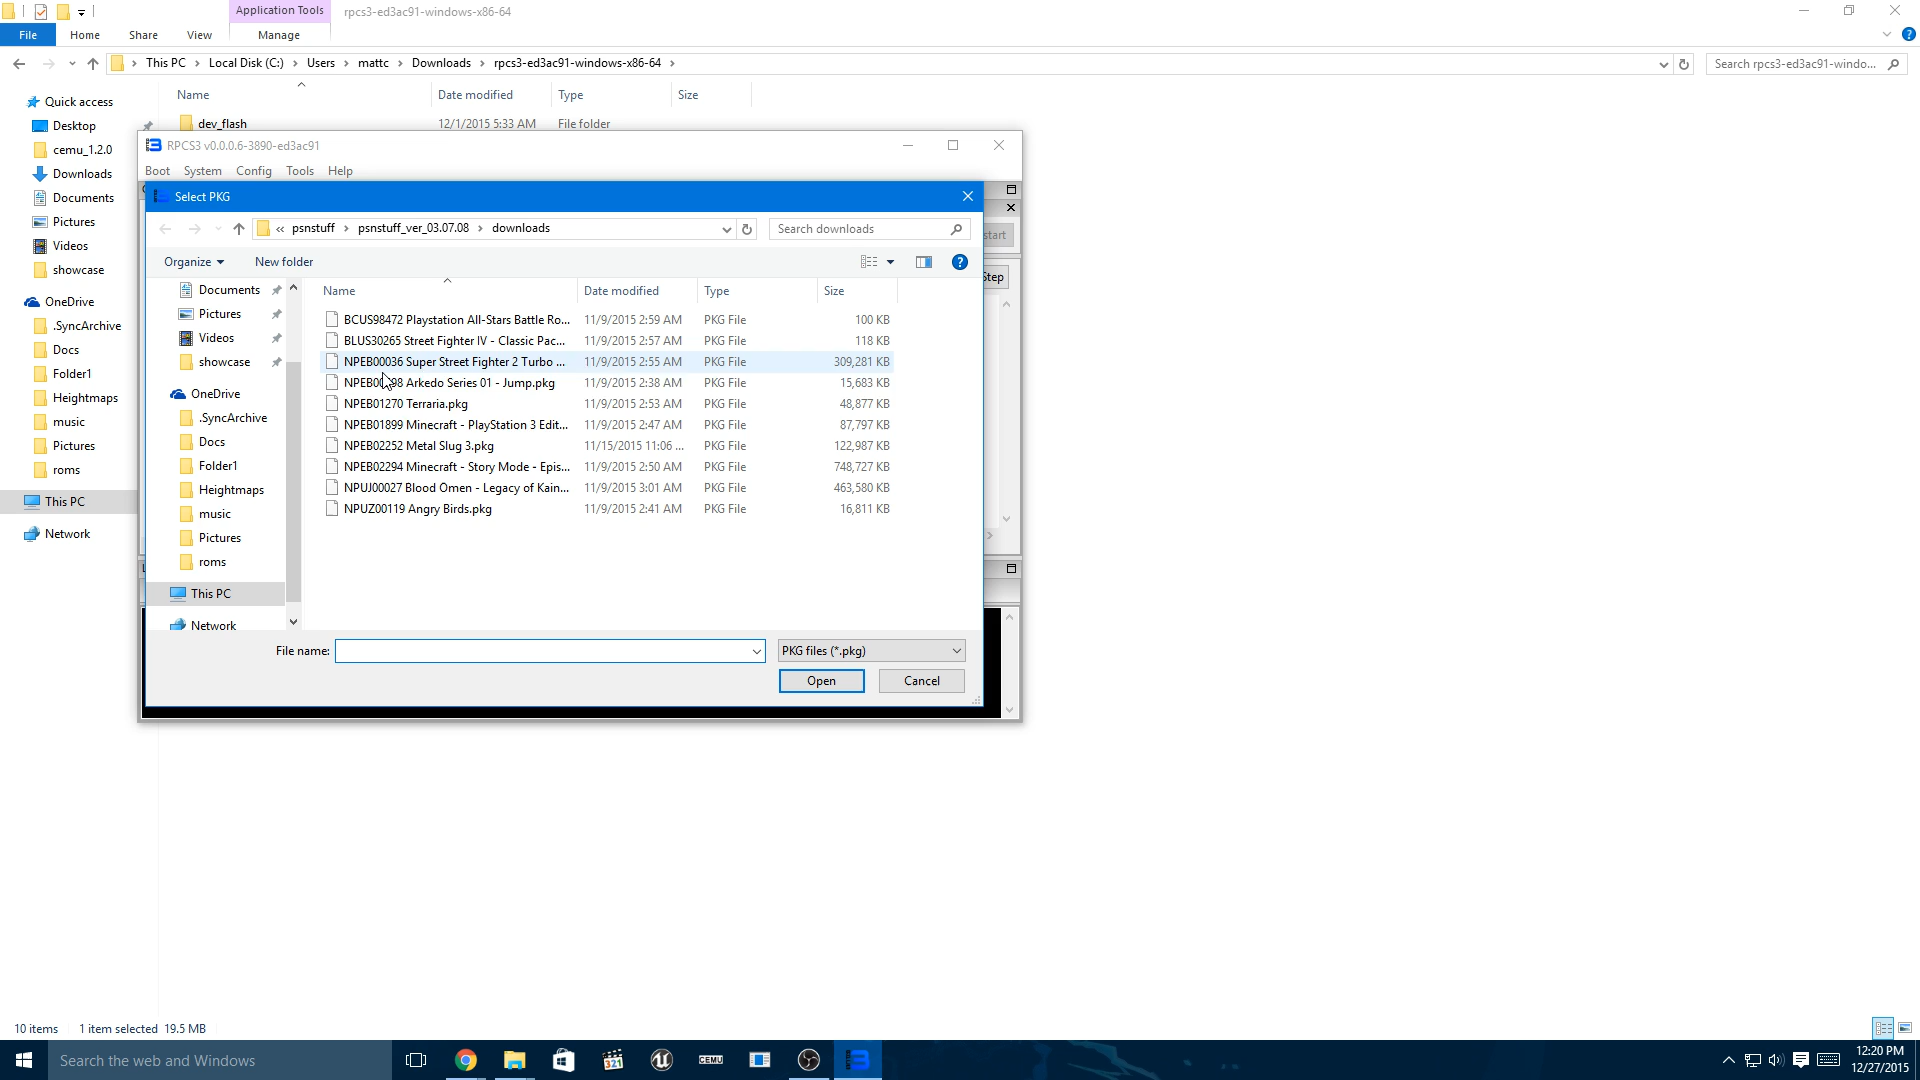 Application Tools
rpcs3-ed3ac91-windows-x86-64
File
Home
Share
View
Manage
This PC > Local Disk (C:) > Users > mattc > Downloads > rpcs3-ed3ac91-windows-x86-64 >
Search rpcs3-ed3ac91-windo...
Name
Date modified
Type
Size
dev_flash 12/1/2015 5:33 AM File folder
Quick access
Desktop
cemu_1.2.0
Downloads
Documents
Pictures
Videos
showcase
OneDrive
.SyncArchive
Docs
Folder1
Heightmaps
music
Pictures
roms
This PC
Network
RPCS3 v0.0.0.6-3890-ed3ac91
Boot
System
Config
Tools
Help
Select PKG
« psnstuff > psnstuff_ver_03.07.08 > downloads
Search downloads
start
Step
Organize
New folder
Documents
Pictures
Videos
showcase
OneDrive
.SyncArchive
Docs
Folder1
Heightmaps
music
Pictures
roms
This PC
Network
Name Date modified Type Size
BCUS98472 Playstation All-Stars Battle Ro... 11/9/2015 2:59 AM PKG File 100 KB
BLUS30265 Street Fighter IV - Classic Pac... 11/9/2015 2:57 AM PKG File 118 KB
NPEB00036 Super Street Fighter 2 Turbo ... 11/9/2015 2:55 AM PKG File 309,281 KB
Arkedo Series 01 - Jump.pkg 11/9/2015 2:38 AM PKG File 15,683 KB
NPEB01270 Terraria.pkg 11/9/2015 2:53 AM PKG File 48,877 KB
NPEB01899 Minecraft - PlayStation 3 Edit... 11/9/2015 2:47 AM PKG File 87,797 KB
NPEB02252 Metal Slug 3.pkg 11/15/2015 11:06 ... PKG File 122,987 KB
NPEB02294 Minecraft - Story Mode - Epis... 11/9/2015 2:50 AM PKG File 748,727 KB
NPUJ00027 Blood Omen - Legacy of Kain... 11/9/2015 3:01 AM PKG File 463,580 KB
NPUZ00119 Angry Birds.pkg 11/9/2015 2:41 AM PKG File 16,811 KB
File name:
PKG files (*.pkg)
Open
Cancel
10 items 1 item selected 19.5 MB
Search the web and Windows
321
CEMU
12:20 PM
12/27/2015